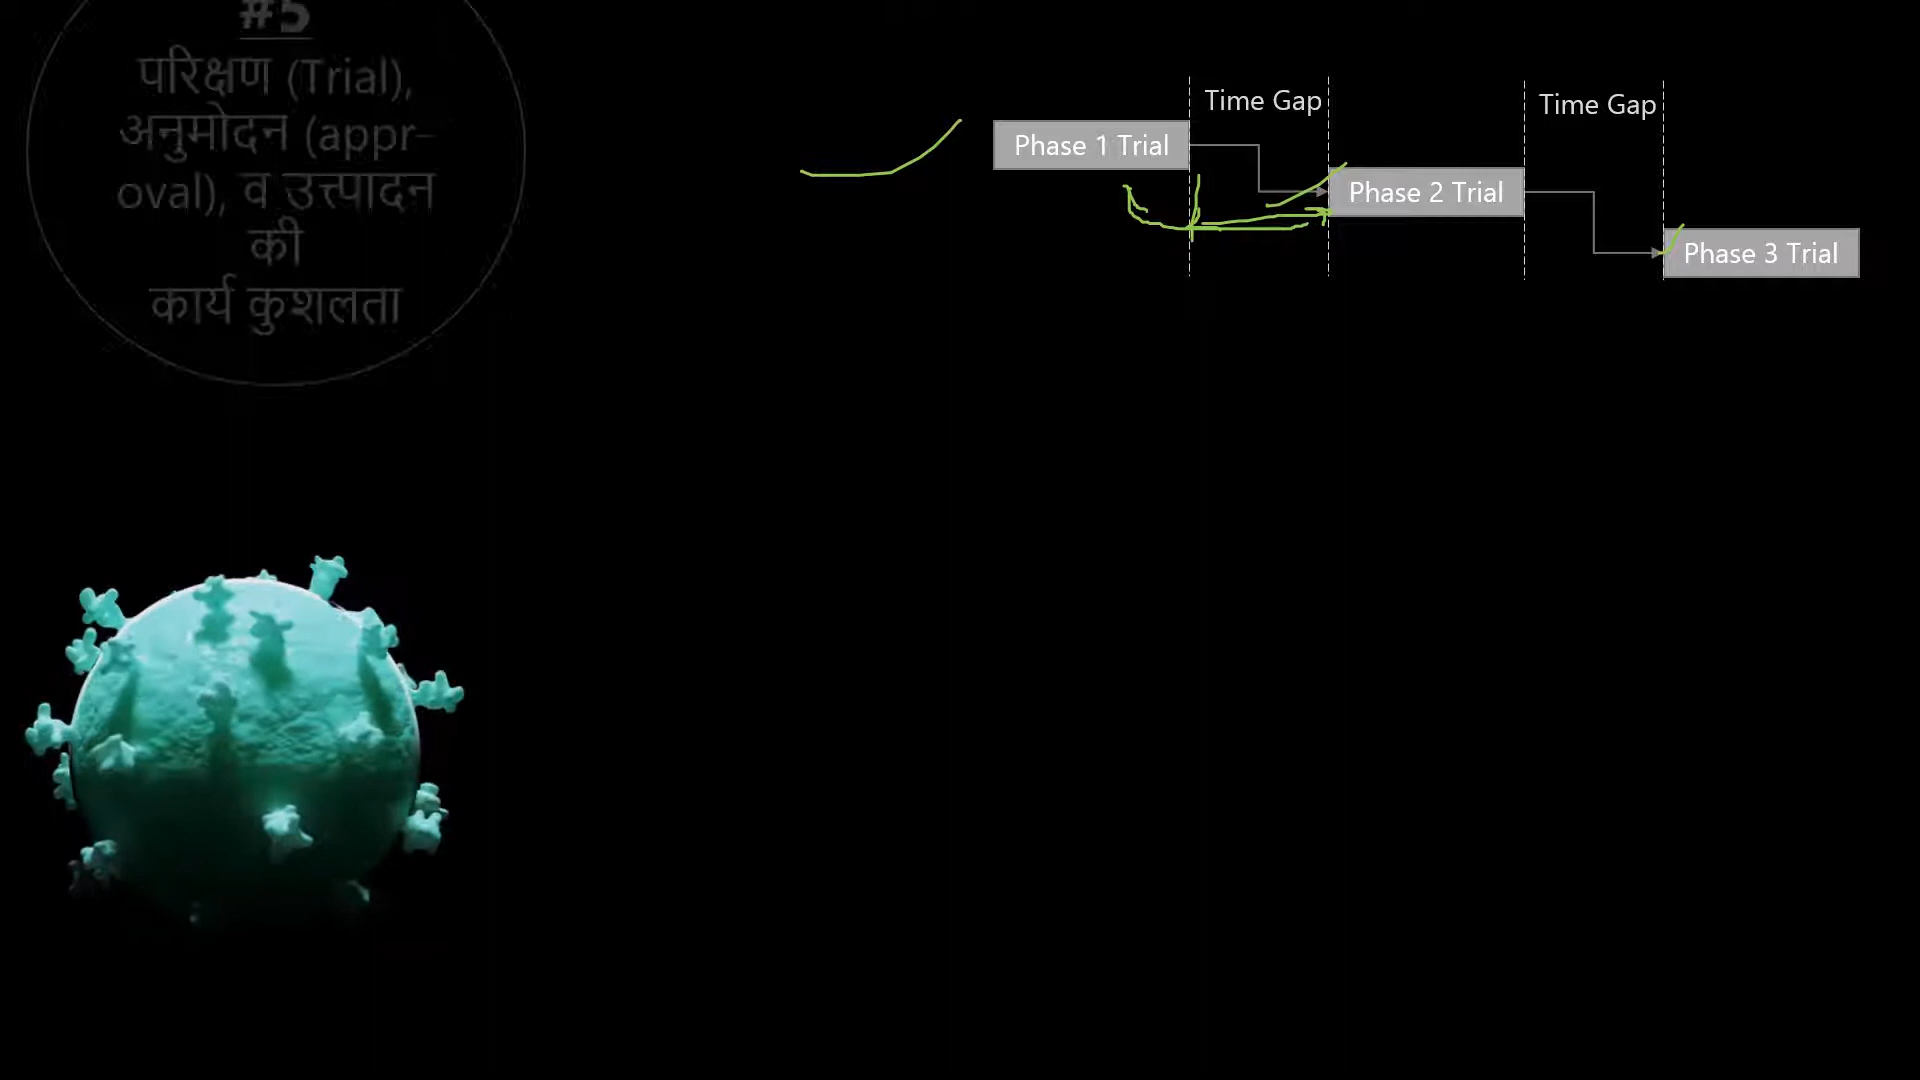 #5
परिक्षण (Trial),
अनुमोदन (appr-
oval), व उत्त्पादन
की
कार्य कुशलता
Time Gap
Time Gap
Phase 1 Trial
Phase 2 Trial
Phase 3 Trial